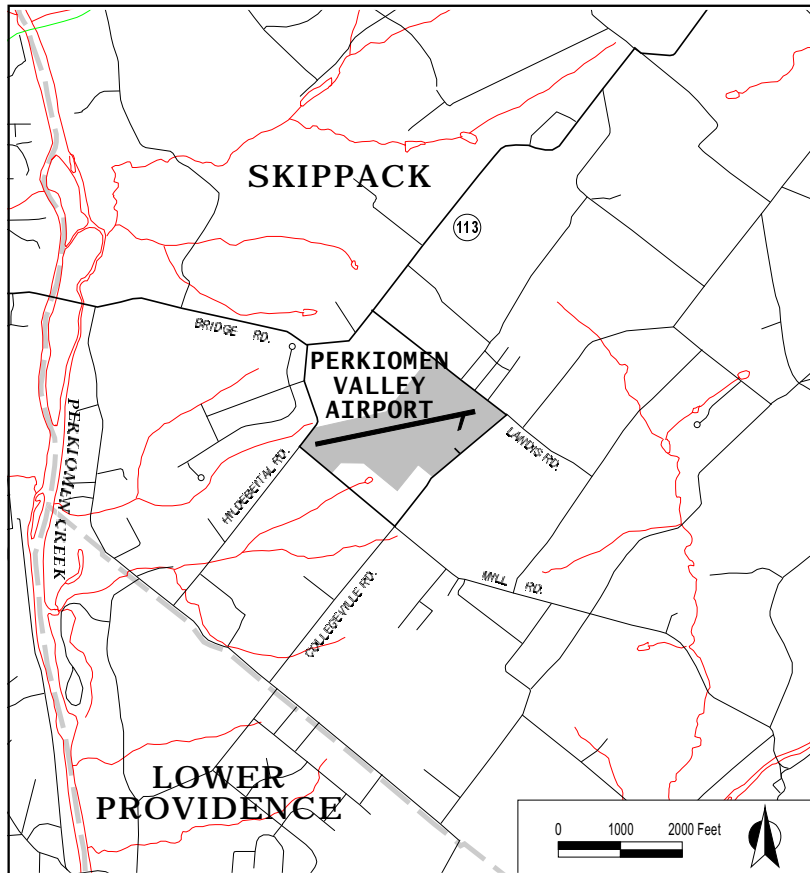 SKIPPACK
113
BRIDGE RD.
PERKIOMEN
VALLEY
AIRPORT
LANDIS RD.
HILDEBEITAL RD.
PERKIOMEN CREEK
MILL RD.
COLLEGEVILLE RD.
LOWER
PROVIDENCE
0 1000 2000 Feet